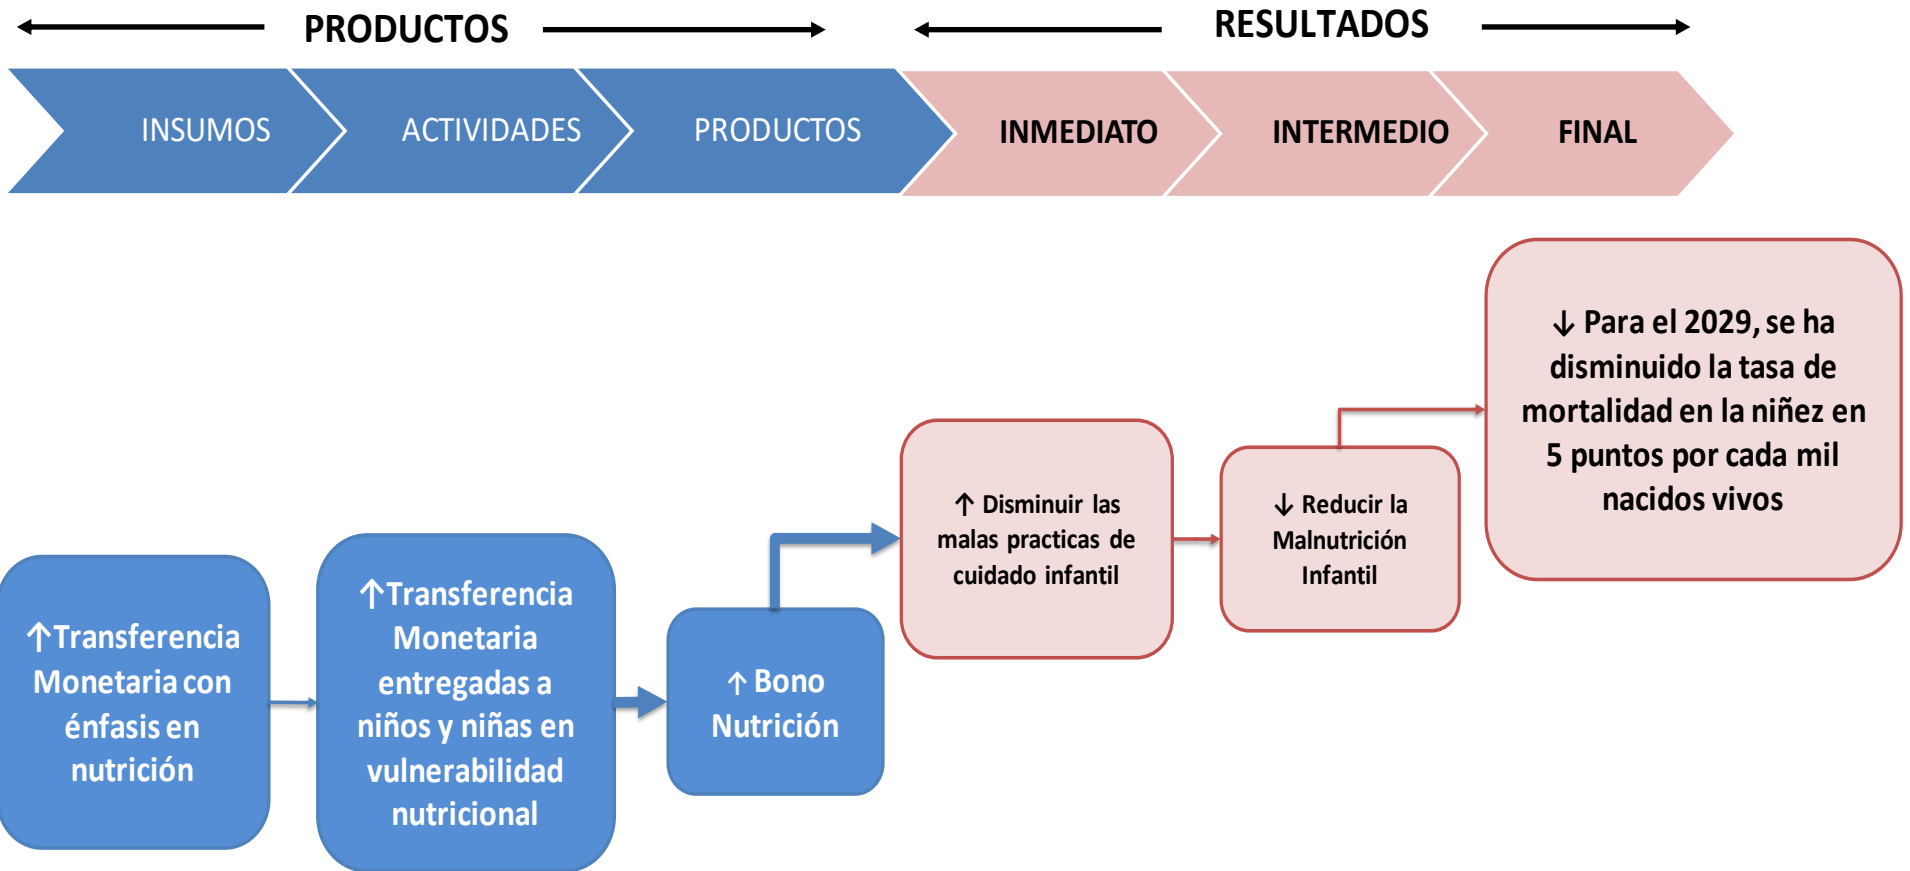 PRODUCTOS
RESULTADOS
INSUMOS
ACTIVIDADES
PRODUCTOS
INMEDIATO
INTERMEDIO
FINAL
↑Transferencia
Monetaria con
énfasis en
nutrición
↑Transferencia
Monetaria
entregadas a
niños y niñas en
vulnerabilidad
nutricional
↑ Bono
Nutrición
↑ Disminuir las
malas practicas de
cuidado infantil
↓ Reducir la
Malnutrición
Infantil
↓ Para el 2029, se ha
disminuido la tasa de
mortalidad en la niñez en
5 puntos por cada mil
nacidos vivos